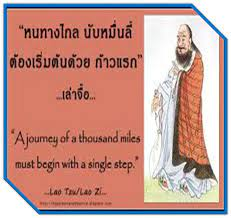 "หนทางไกล นับหมื่นลี้
ต้องเริ่มต้นด้วย ก้าวแรก"
...เล่าจื๊อ...
"A journey of a thousand miles
must begin with a single step."
...Lao Tzu/Lao Zi...